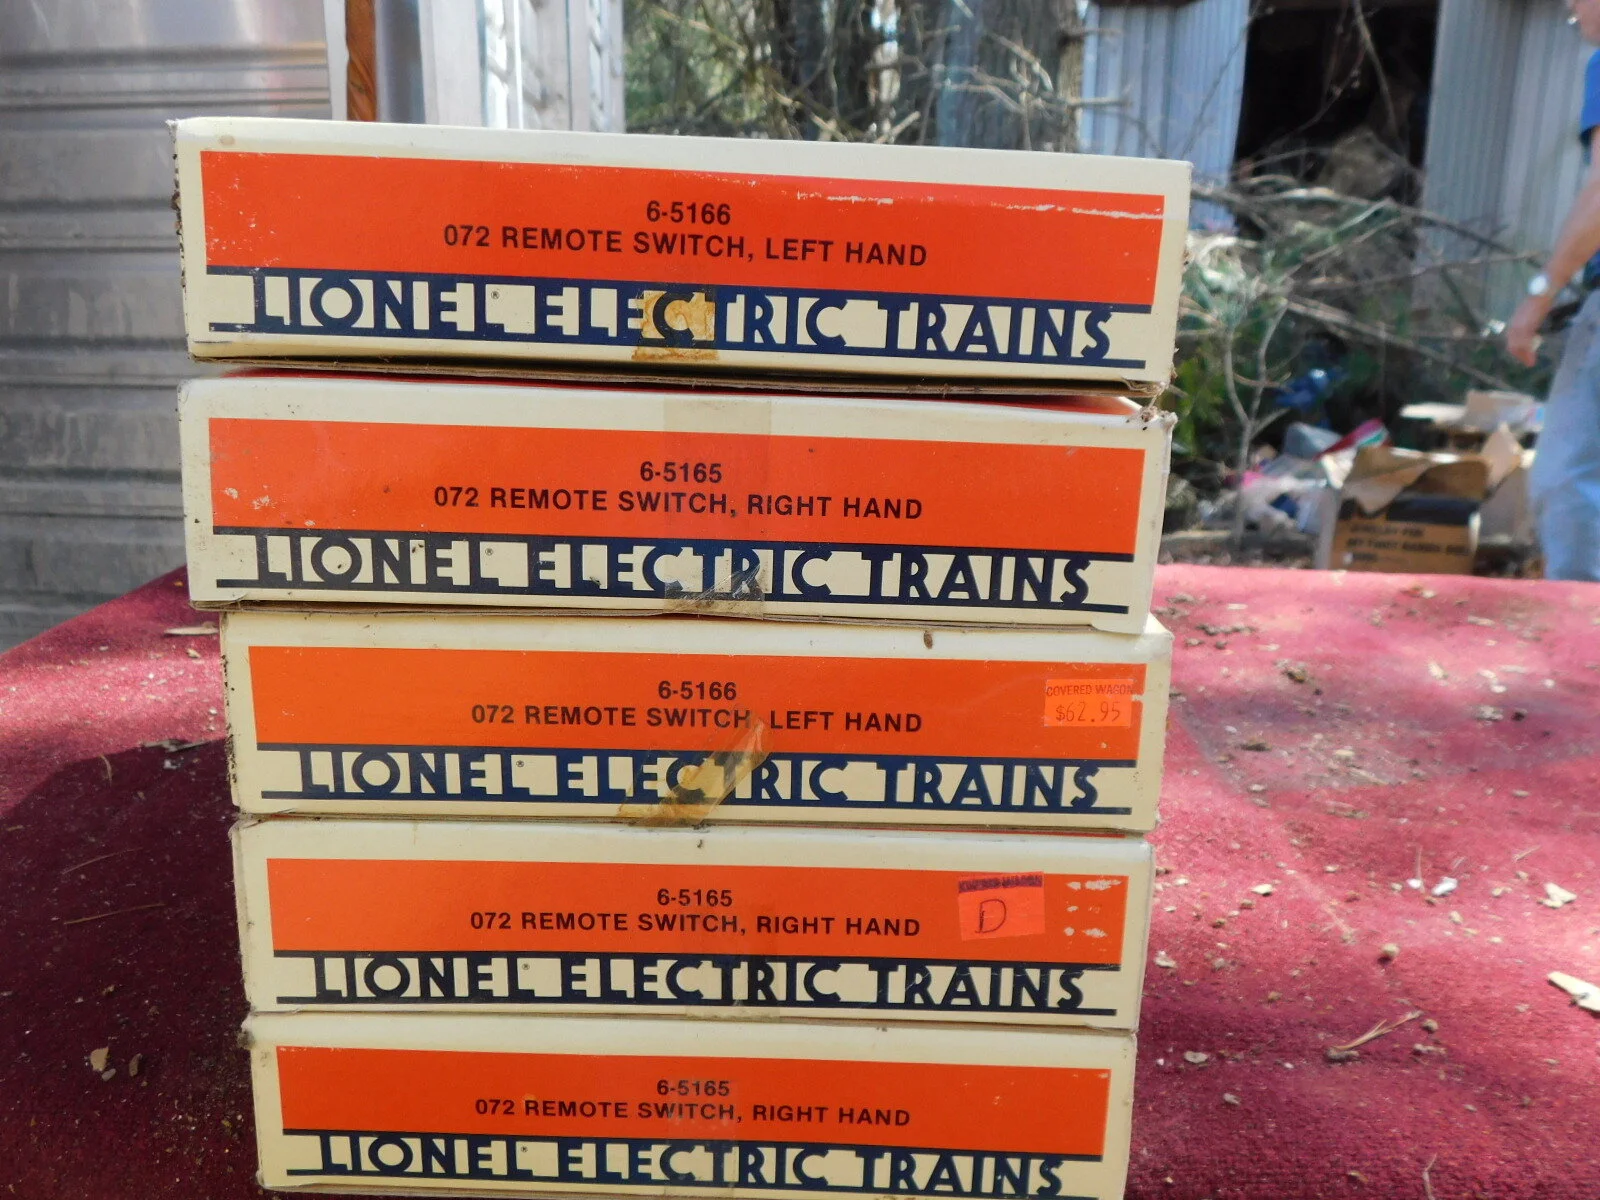 6-5166
072 REMOTE SWITCH, LEFT HAND
LIONEL® ELECTRIC TRAINS
6-5165
072 REMOTE SWITCH, RIGHT HAND
LIONEL® ELECTRIC TRAINS
6-5166
072 REMOTE SWITCH, LEFT HAND
COVERED WAGON
$62.95
LIONEL® ELECTRIC TRAINS
6-5165
072 REMOTE SWITCH, RIGHT HAND
D
LIONEL® ELECTRIC TRAINS
6-5165
072 REMOTE SWITCH, RIGHT HAND
LIONEL® ELECTRIC TRAINS